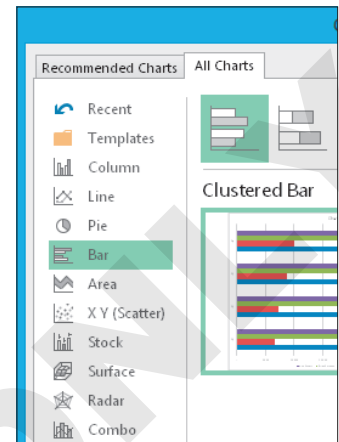 Recommended Charts
All Charts
Recent
Templates
Column
Line
Pie
Bar
Area
X Y (Scatter)
Stock
Surface
Radar
Combo
Clustered Bar